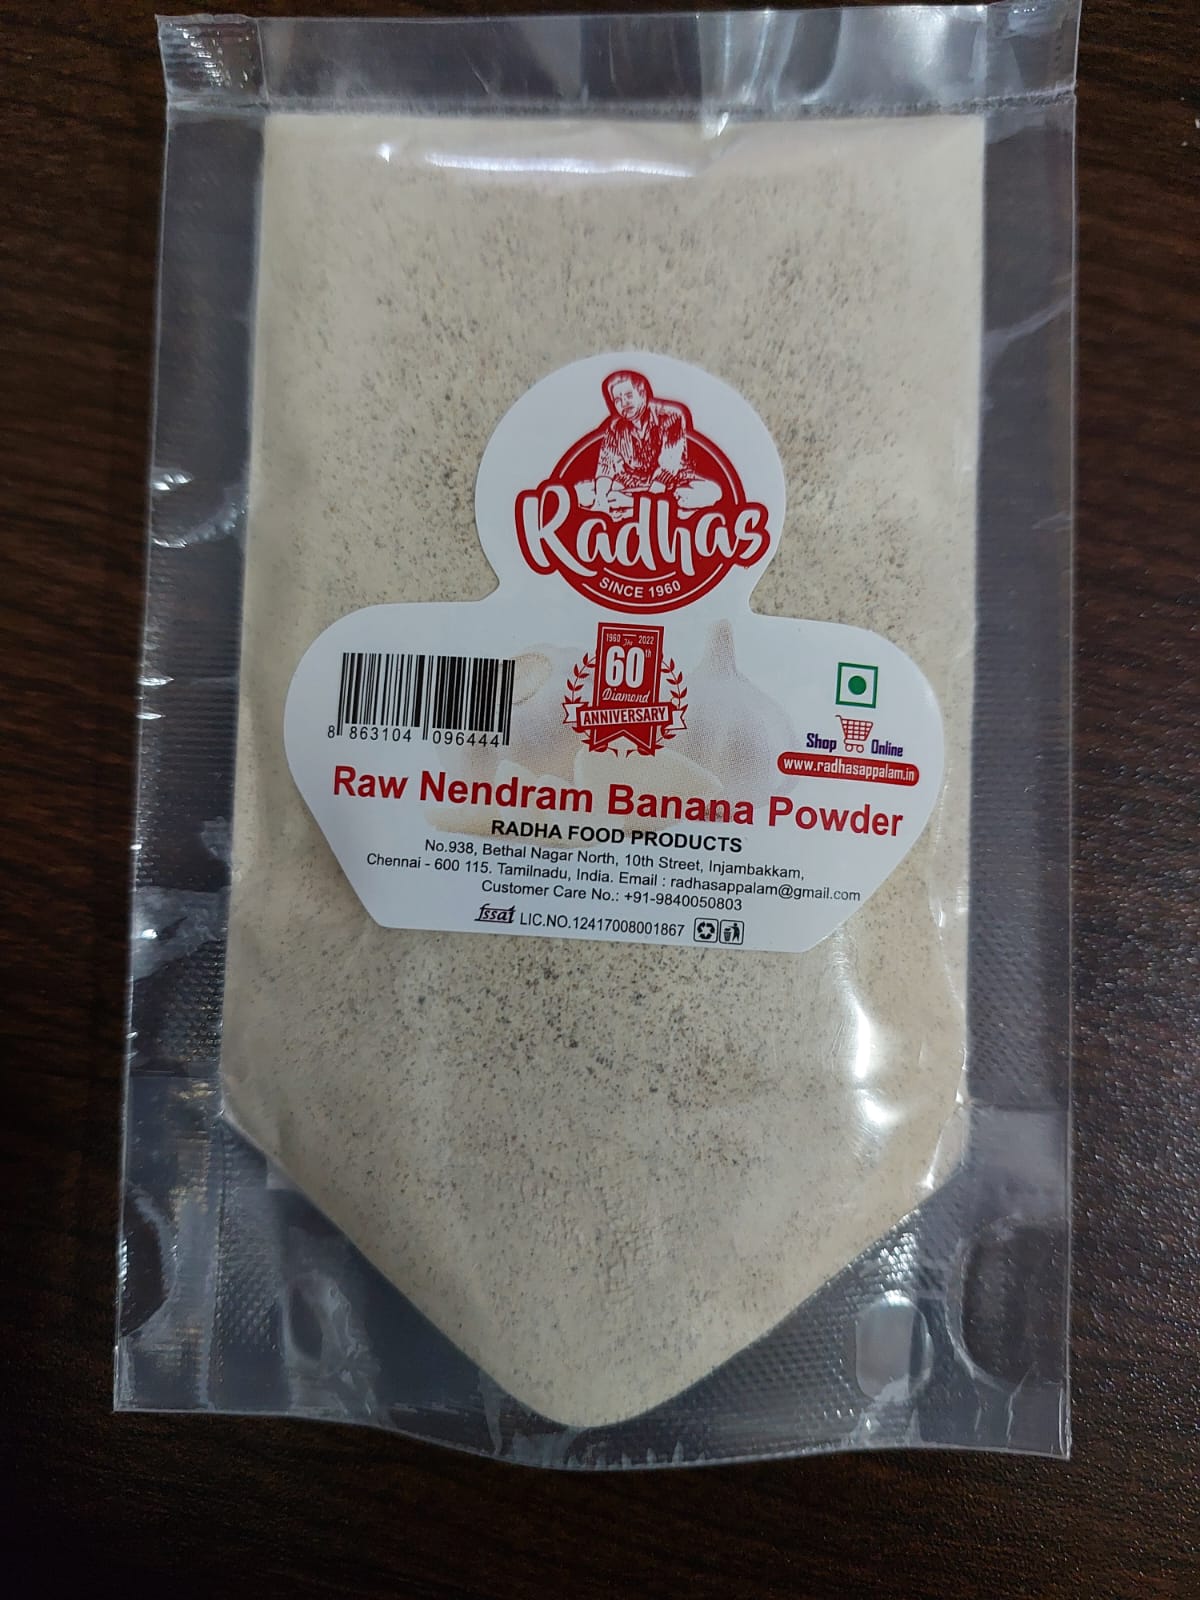 Radhas
SINCE 1960
1960 To 2022
60th
Diamond
ANNIVERSARY
8 863104 096444
Shop Online
www.radhasappalam.in
Raw Nendram Banana Powder
RADHA FOOD PRODUCTS
No.938, Bethal Nagar North, 10th Street, Injambakkam,
Chennai - 600 115. Tamilnadu, India. Email : radhasappalam@gmail.com
Customer Care No.: +91-9840050803
fssai LIC.NO.12417008001867